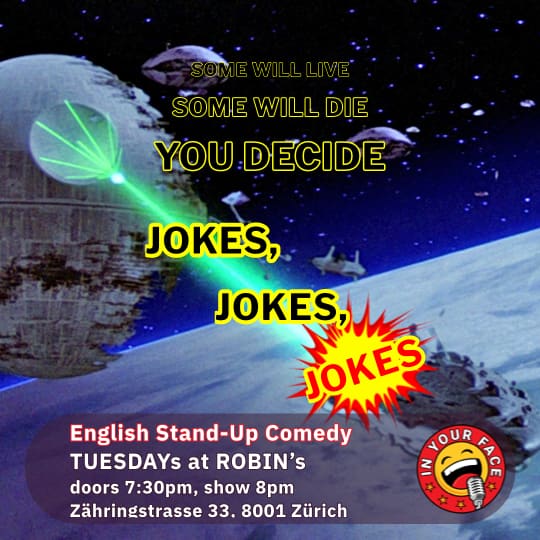 SOME WILL LIVE
SOME WILL DIE
YOU DECIDE
JOKES,
JOKES,
JOKES
English Stand-Up Comedy
TUESDAYs at ROBIN's
doors 7:30pm, show 8pm
Zähringstrasse 33, 8001 Zürich
IN YOUR FACE